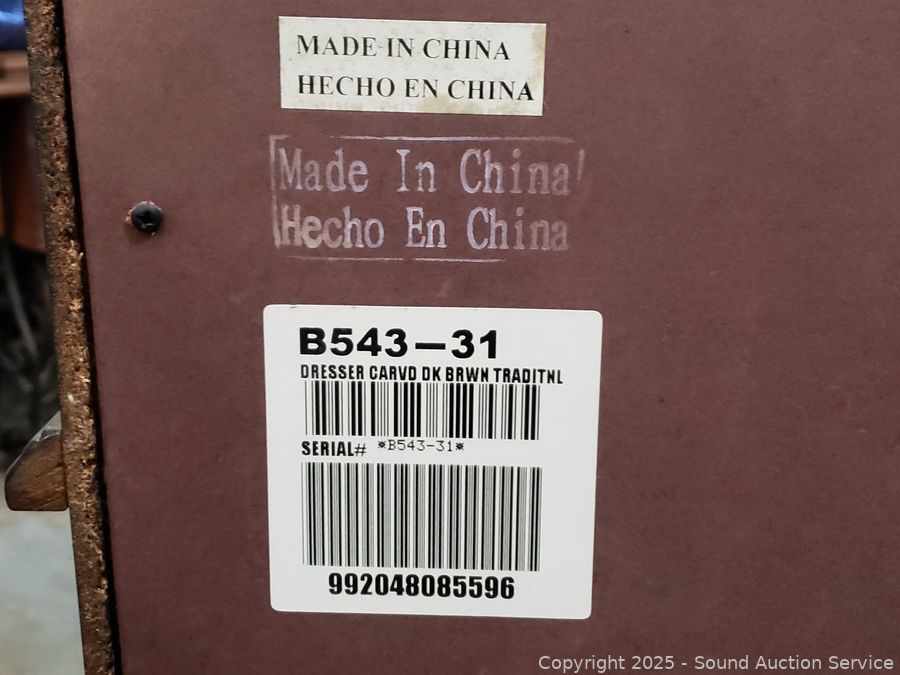 MADE IN CHINA
HECHO EN CHINA
Made In China
Hecho En China
B543-31
DRESSER CARVD DK BRWN TRADITNL
SERIAL# *B543-31*
992048085596
Copyright 2025 - Sound Auction Service